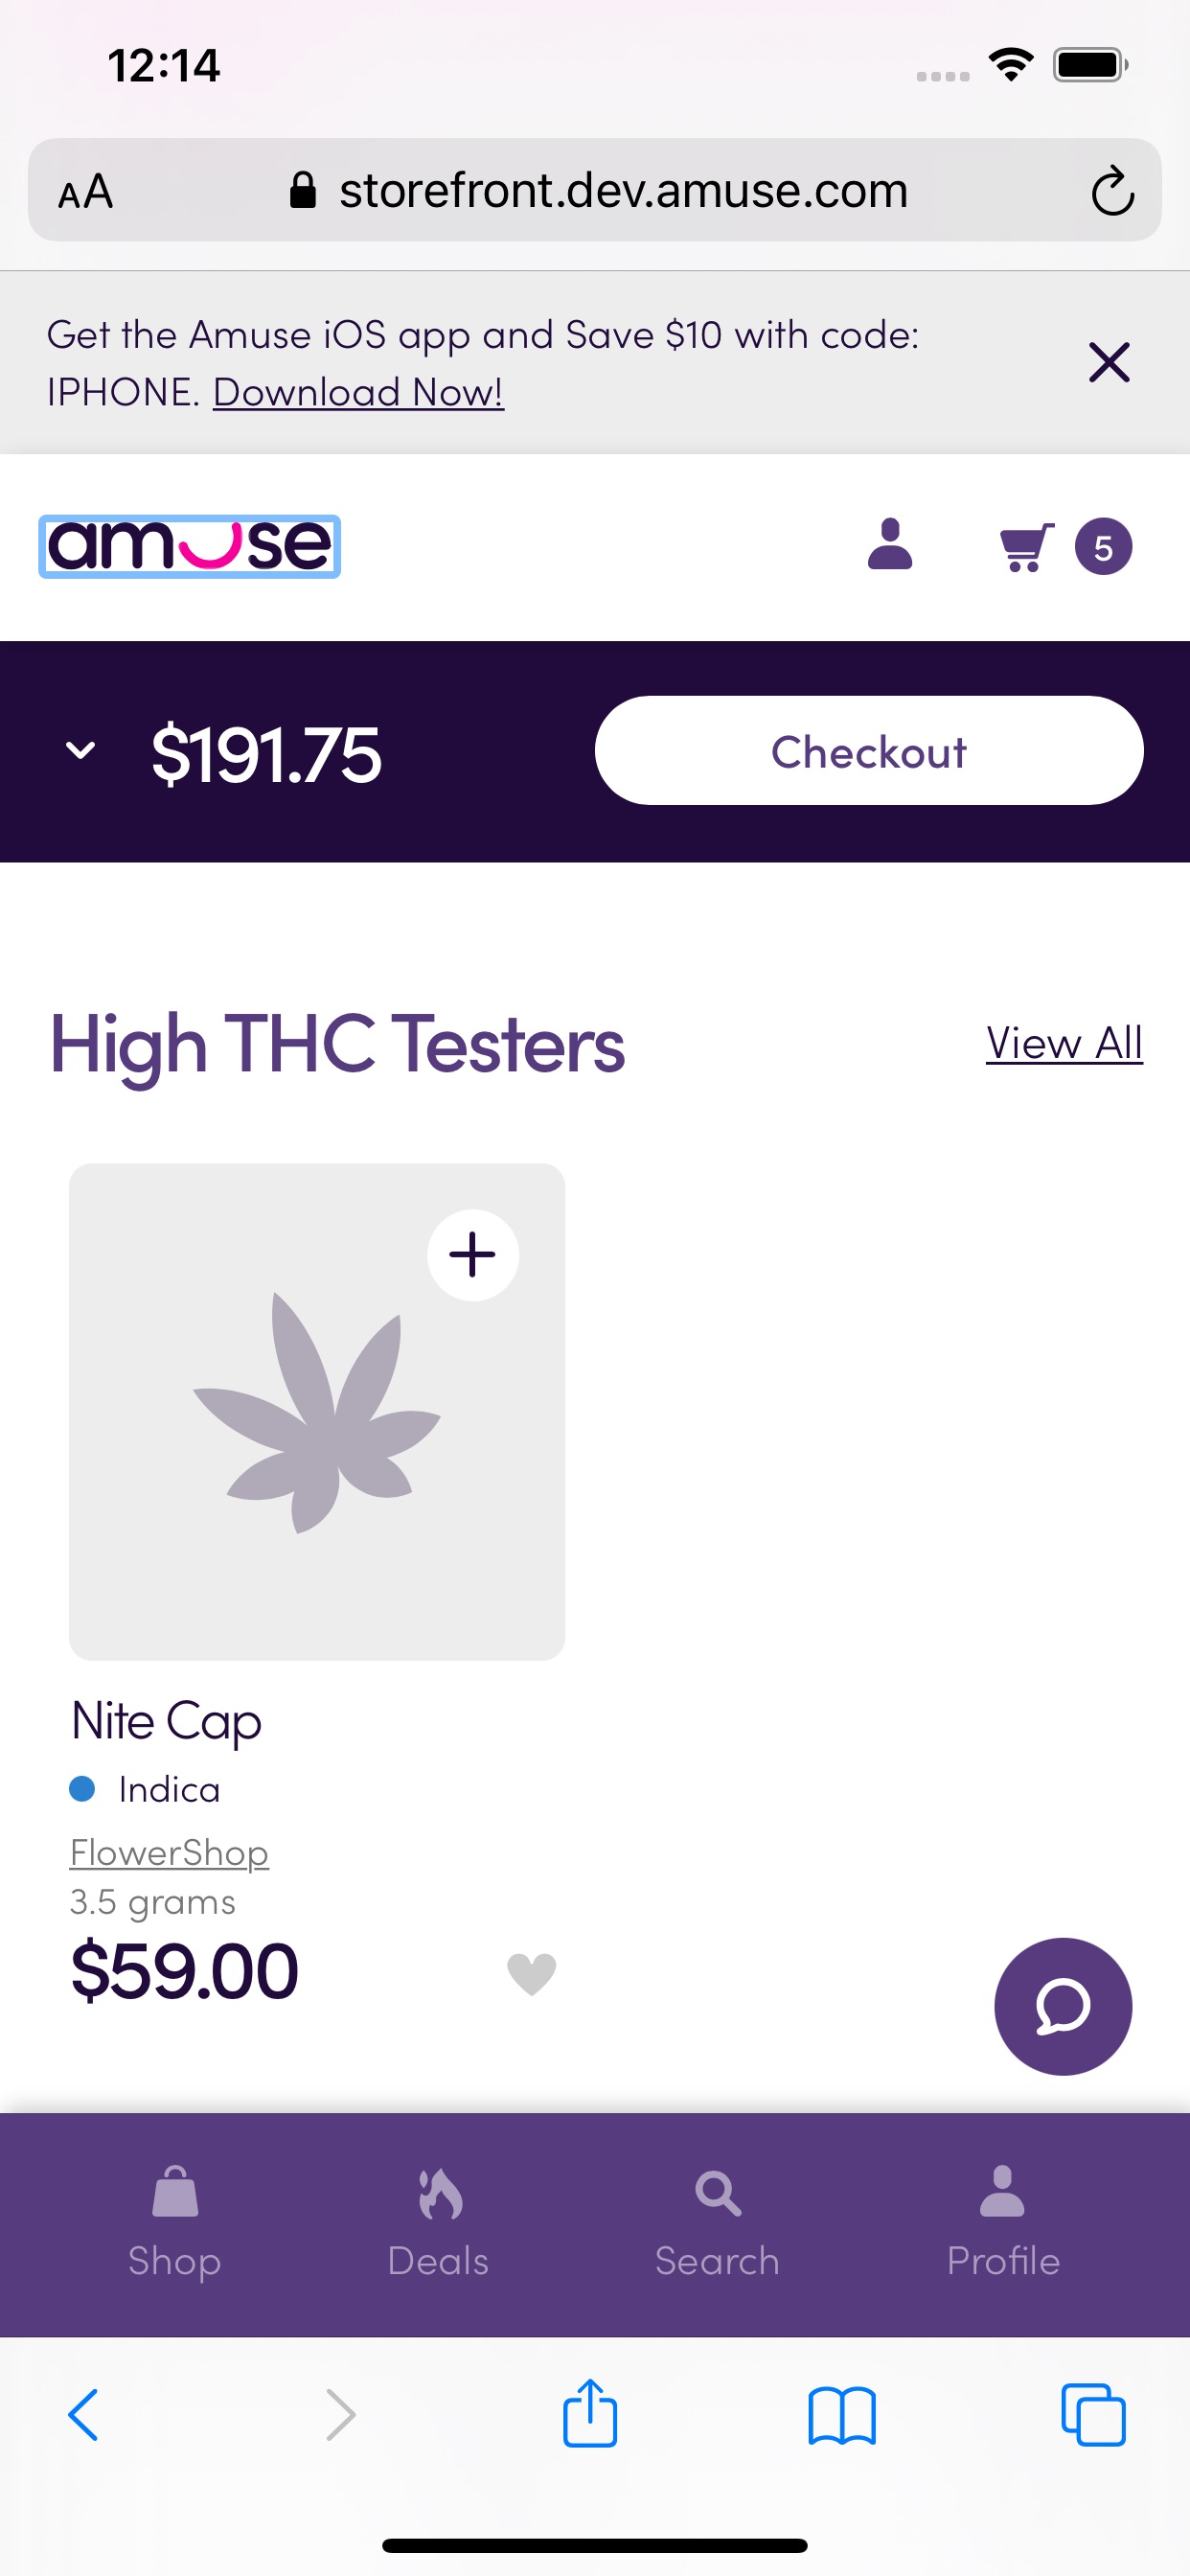 12:14
AA storefront.dev.amuse.com
Get the Amuse iOS app and Save $10 with code:
IPHONE. Download Now!
amuse
5
$191.75 Checkout
High THC Testers View All
Nite Cap
Indica
FlowerShop
3.5 grams
$59.00
Shop Deals Search Profile